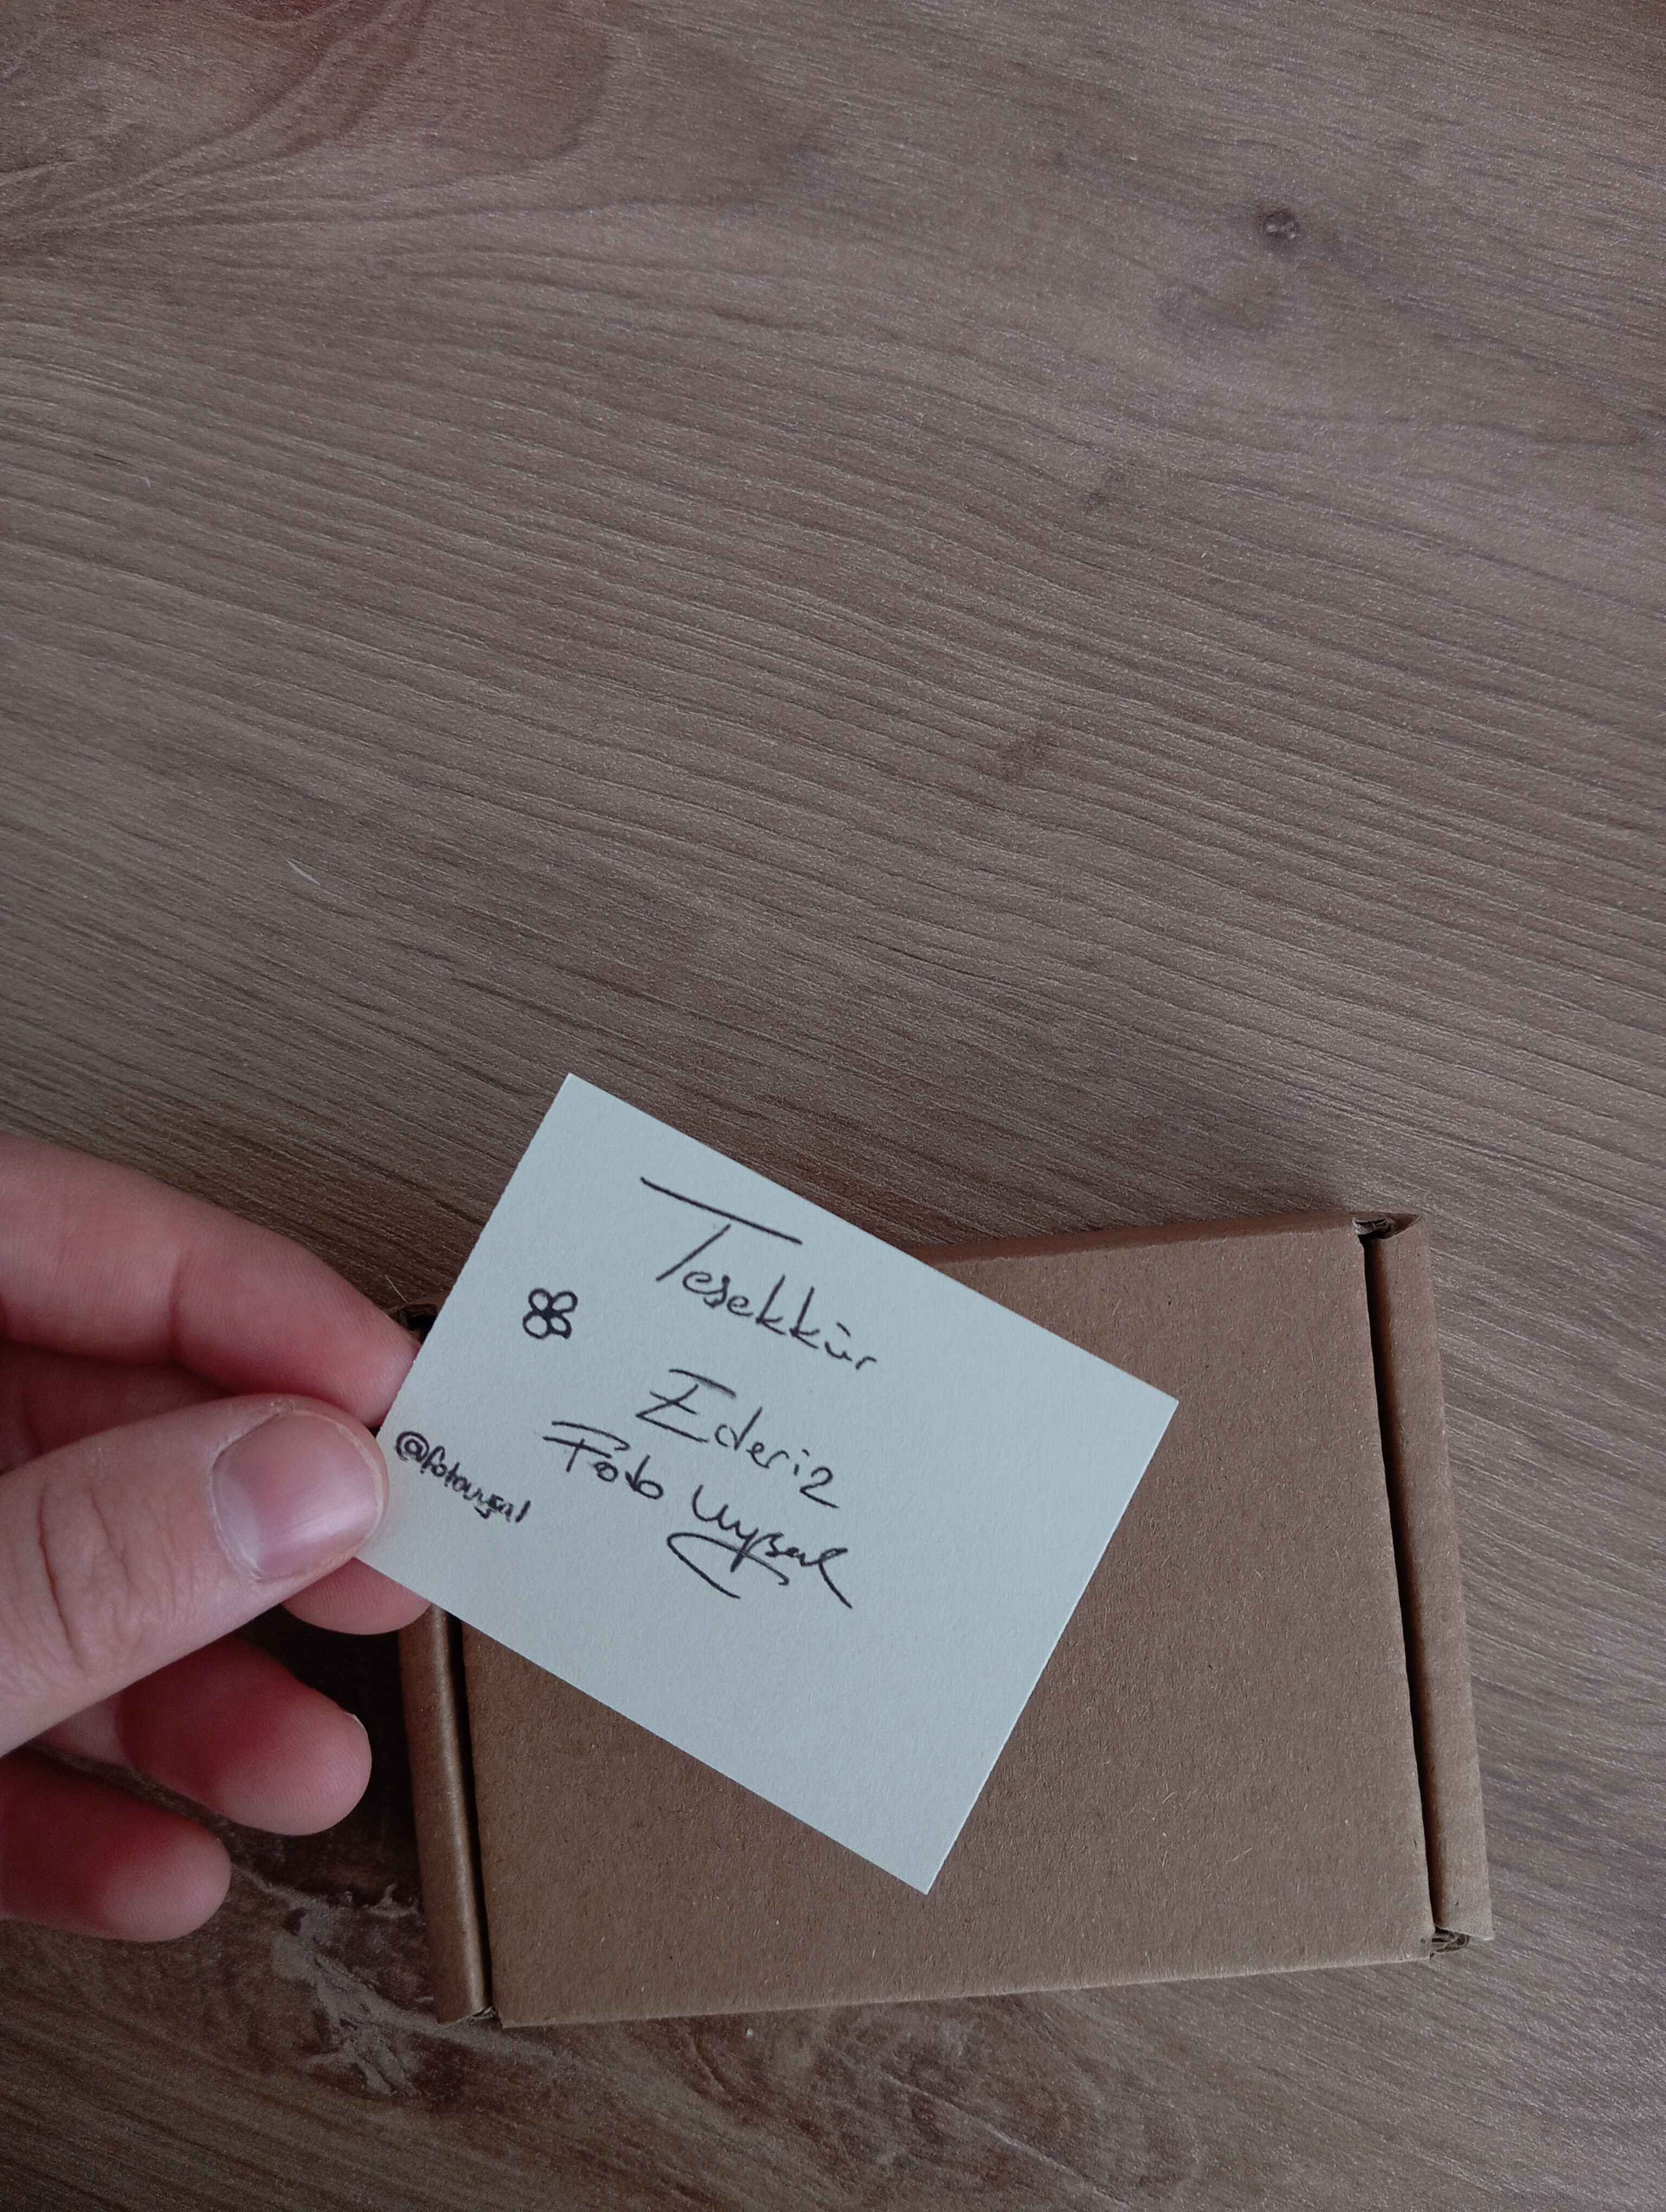 Teşekkür
Ederiz
Foto Uysal
@fotouysal